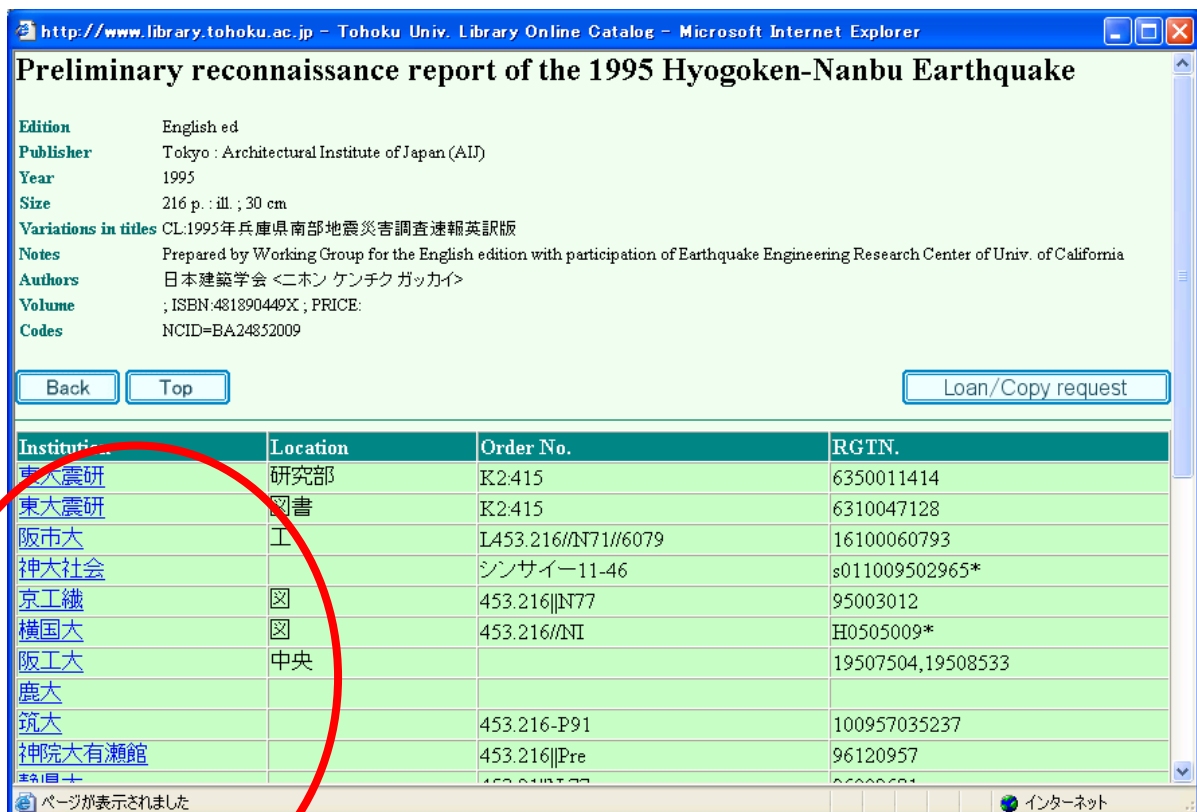 http://www.library.tohoku.ac.jp - Tohoku Univ. Library Online Catalog - Microsoft Internet Explorer
Preliminary reconnaissance report of the 1995 Hyogoken-Nanbu Earthquake
Edition English ed
Publisher Tokyo : Architectural Institute of Japan (AIJ)
Year 1995
Size 216 p. : ill. ; 30 cm
Variations in titles CL:1995年兵庫県南部地震災害調査速報英訳版
Notes Prepared by Working Group for the English edition with participation of Earthquake Engineering Research Center of Univ. of California
Authors 日本建築学会 <ニホン ケンチク ガッカイ>
Volume ; ISBN:481890449X ; PRICE:
Codes NCID=BA24852009
Back Top Loan/Copy request
Institution Location Order No. RGTN.
東大震研 研究部 K2:415 6350011414
東大震研 図書 K2:415 6310047128
阪市大 工 L453.216//N71//6079 16100060793
神大社会 シンサイー11-46 s011009502965*
京工繊 図 453.216||N77 95003012
横国大 図 453.216//NI H0505009*
阪工大 中央 19507504,19508533
鹿大
筑大 453.216-P91 100957035237
神院大有瀬館 453.216||Pre 96120957
ページが表示されました インターネット